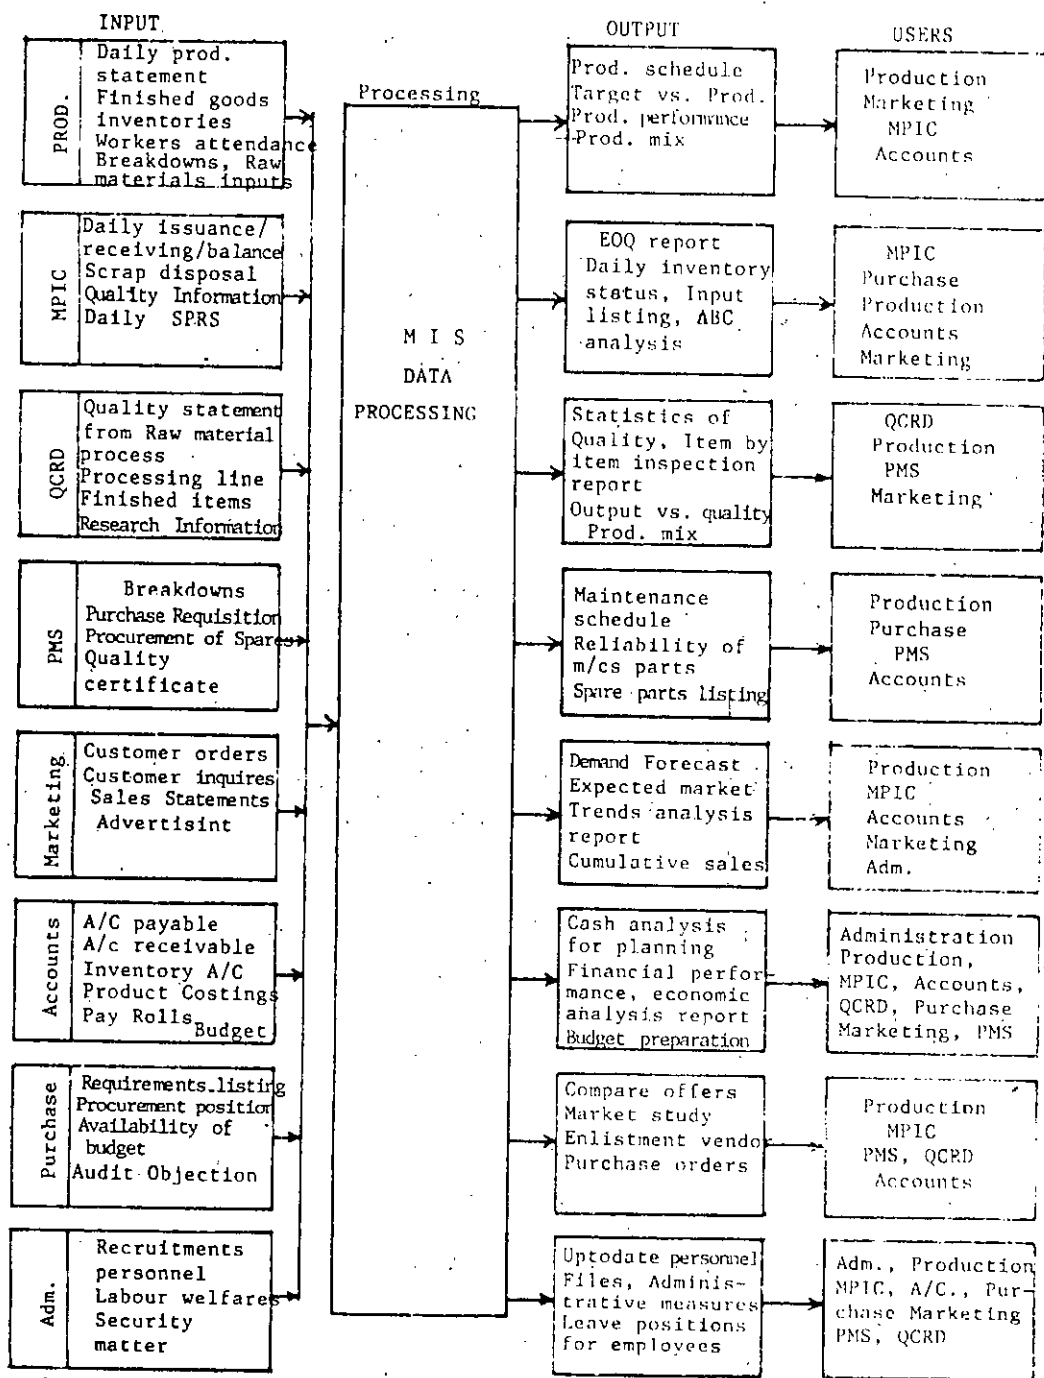 INPUT
PROD.
Daily prod.
statement
Finished goods
inventories
Workers attendance
Breakdowns, Raw
materials inputs
MPIC
Daily issuance/
receiving/balance
Scrap disposal
Quality Information
Daily SPRS
QCRD
Quality statement
from Raw material
process
Processing line
Finished items
Research Information
PMS
Breakdowns
Purchase Requisition
Procurement of Spares
Quality
certificate
Marketing
Customer orders
Customer inquires
Sales Statements
Advertisint
Accounts
A/C payable
A/c receivable
Inventory A/C
Product Costings
Pay Rolls
Budget
Purchase
Requirements listing
Procurement position
Availability of
budget
Audit Objection
Adm.
Recruitments
personnel
Labour welfares
Security
matter
Processing
M I S
DATA
PROCESSING
OUTPUT
Prod. schedule
Target vs. Prod.
Prod. performance
Prod. mix
EOQ report
Daily inventory
status, Input
listing, ABC
analysis
Statistics of
Quality, Item by
item inspection
report
Output vs. quality
Prod. mix
Maintenance
schedule
Reliability of
m/cs parts
Spare parts listing
Demand Forecast
Expected market
Trends analysis
report
Cumulative sales
Cash analysis
for planning
Financial perfor-
mance, economic
analysis report
Budget preparation
Compare offers
Market study
Enlistment vendo
Purchase orders
Uptodate personnel
Files, Adminis-
trative measures
Leave positions
for employees
USERS
Production
Marketing
MPIC
Accounts
MPIC
Purchase
Production
Accounts
Marketing
QCRD
Production
PMS
Marketing
Production
Purchase
PMS
Accounts
Production
MPIC
Accounts
Marketing
Adm.
Administration
Production,
MPIC, Accounts,
QCRD, Purchase
Marketing, PMS
Production
MPIC
PMS, QCRD
Accounts
Adm., Production
MPIC, A/C., Pur-
chase Marketing
PMS, QCRD